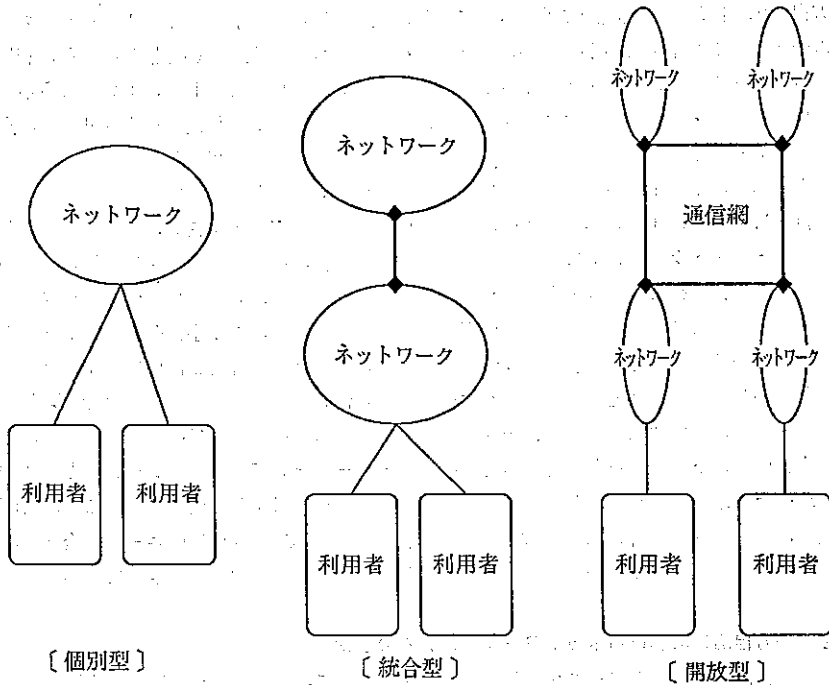 ネットワーク
利用者
利用者
〔個別型〕
ネットワーク
ネットワーク
利用者
利用者
〔統合型〕
ネットワーク
ネットワーク
通信網
ネットワーク
ネットワーク
利用者
利用者
〔開放型〕